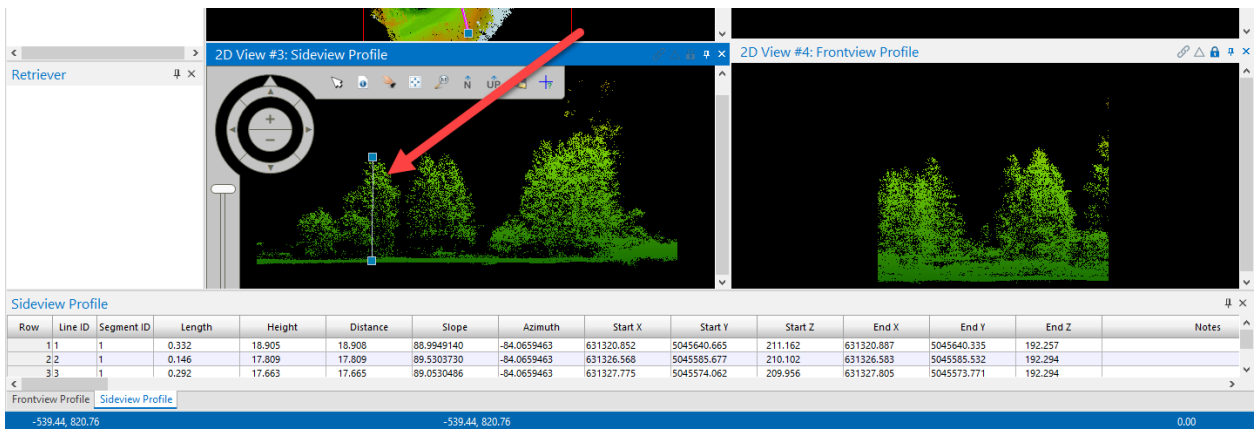 2D View #3: Sideview Profile
2D View #4: Frontview Profile
Retriever
N
UP
Sideview Profile
Row Line ID Segment ID Length Height Distance Slope Azimuth Start X Start Y Start Z End X End Y End Z Notes
1 1 1 0.332 18.905 18.908 88.9949140 -84.0659463 631320.852 5045640.665 211.162 631320.887 5045640.335 192.257
2 2 1 0.146 17.809 17.809 89.5303730 -84.0659463 631326.568 5045585.677 210.102 631326.583 5045585.532 192.294
3 3 1 0.292 17.663 17.665 89.0530486 -84.0659463 631327.775 5045574.062 209.956 631327.805 5045573.771 192.294
Frontview Profile Sideview Profile
-539.44, 820.76 -539.44, 820.76 0.00